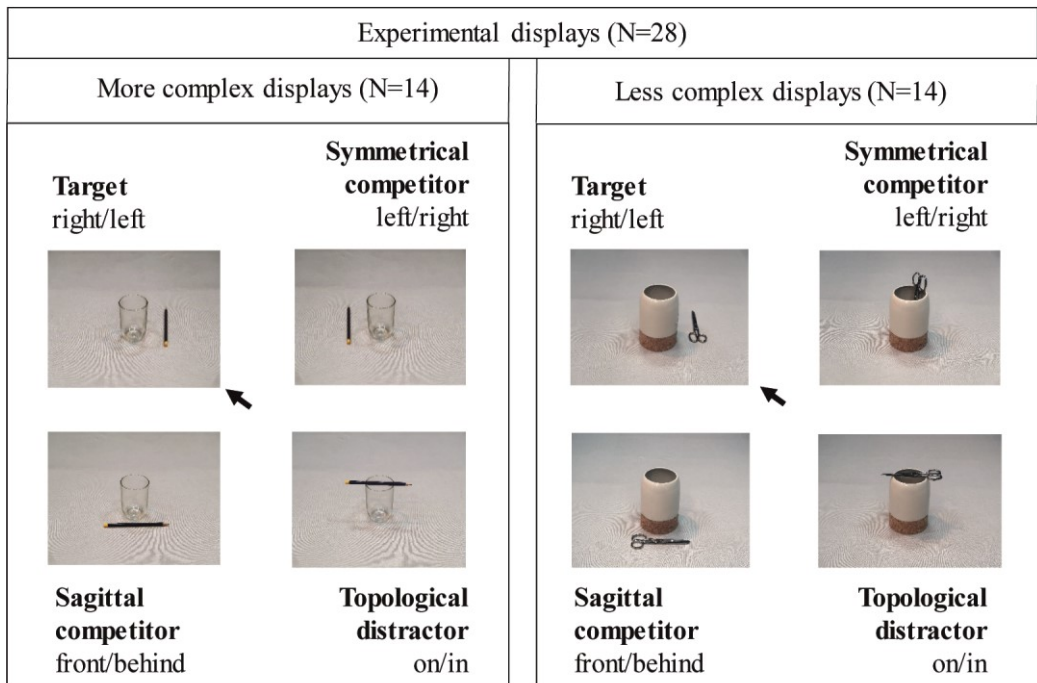 Experimental displays (N=28)
More complex displays (N=14)
Target
right/left
Symmetrical
competitor
left/right
Sagittal
competitor
front/behind
Topological
distractor
on/in
Less complex displays (N=14)
Target
right/left
Symmetrical
competitor
left/right
Sagittal
competitor
front/behind
Topological
distractor
on/in